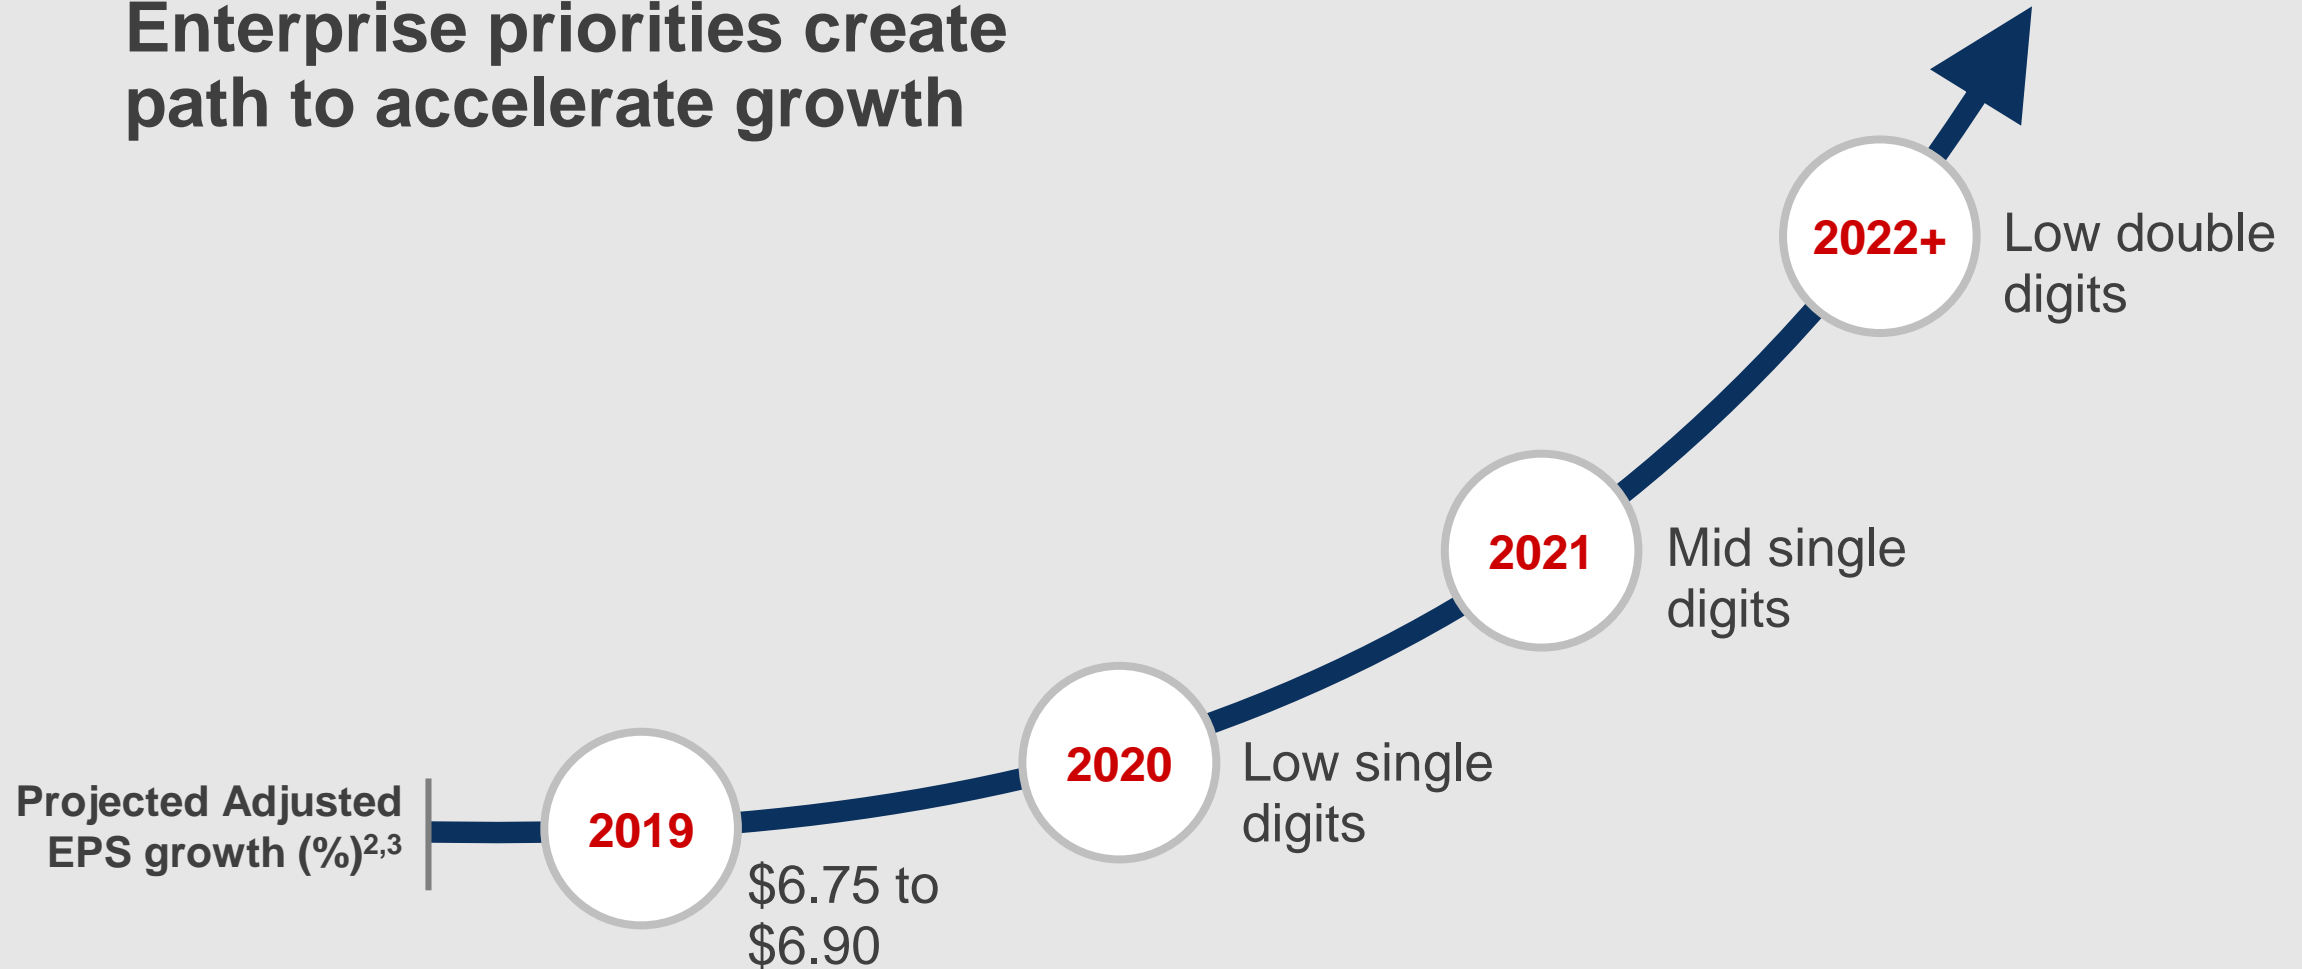 Enterprise priorities create
path to accelerate growth
2022+
Low double
digits
2021
Mid single
digits
2020
Low single
digits
Projected Adjusted
EPS growth (%)2,3
2019
$6.75 to
$6.90